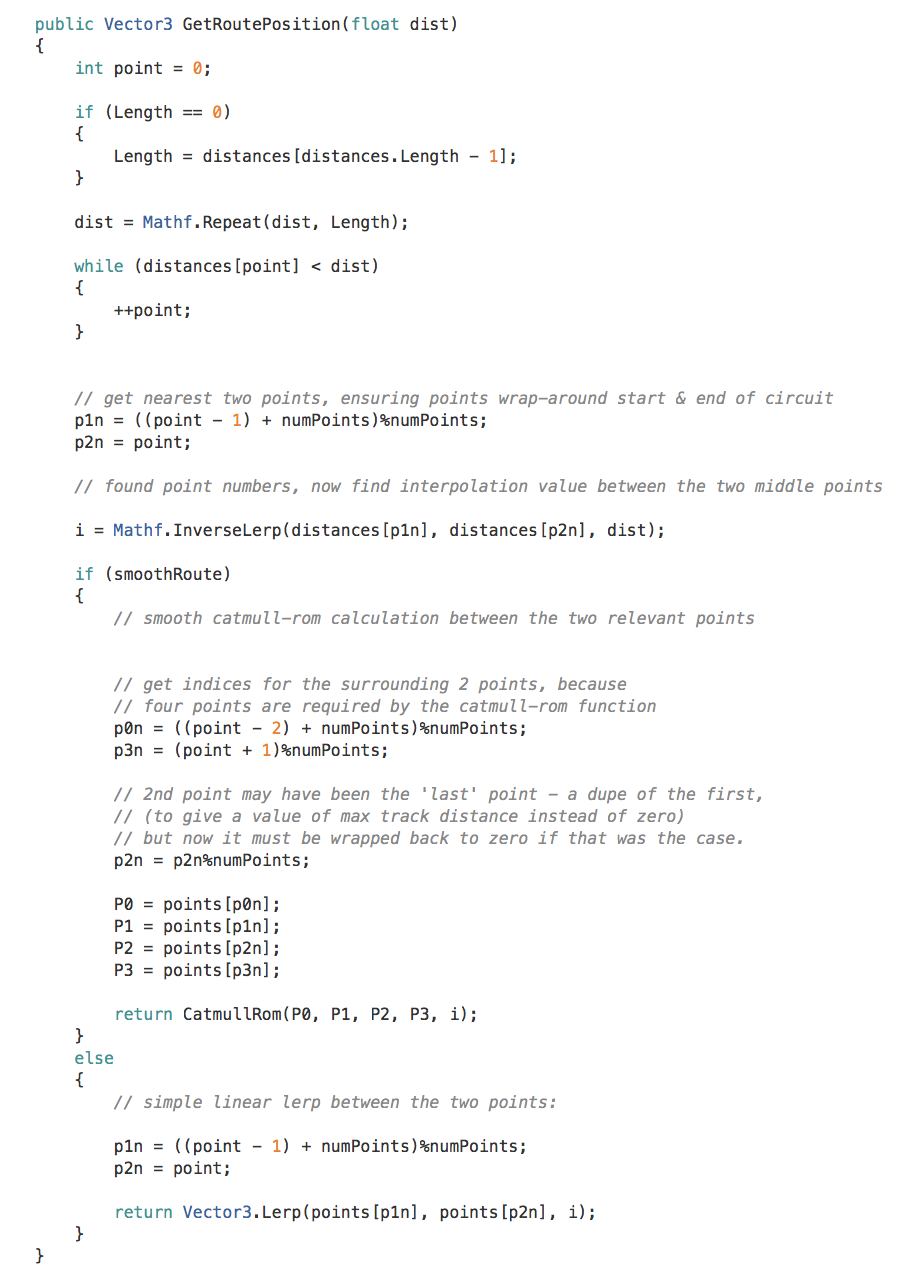 public Vector3 GetRoutePosition(float dist)
{
int point = 0;
if (Length == 0)
{
Length = distances[distances.Length - 1];
}
dist = Mathf.Repeat(dist, Length);
while (distances[point] < dist)
{
++point;
}
// get nearest two points, ensuring points wrap-around start & end of circuit
p1n = ((point - 1) + numPoints)%numPoints;
p2n = point;
// found point numbers, now find interpolation value between the two middle points
i = Mathf.InverseLerp(distances[p1n], distances[p2n], dist);
if (smoothRoute)
{
// smooth catmull-rom calculation between the two relevant points
// get indices for the surrounding 2 points, because
// four points are required by the catmull-rom function
p0n = ((point - 2) + numPoints)%numPoints;
p3n = (point + 1)%numPoints;
// 2nd point may have been the 'last' point - a dupe of the first,
// (to give a value of max track distance instead of zero)
// but now it must be wrapped back to zero if that was the case.
p2n = p2n%numPoints;
P0 = points[p0n];
P1 = points[p1n];
P2 = points[p2n];
P3 = points[p3n];
return CatmullRom(P0, P1, P2, P3, i);
}
else
{
// simple linear lerp between the two points:
p1n = ((point - 1) + numPoints)%numPoints;
p2n = point;
return Vector3.Lerp(points[p1n], points[p2n], i);
}
}